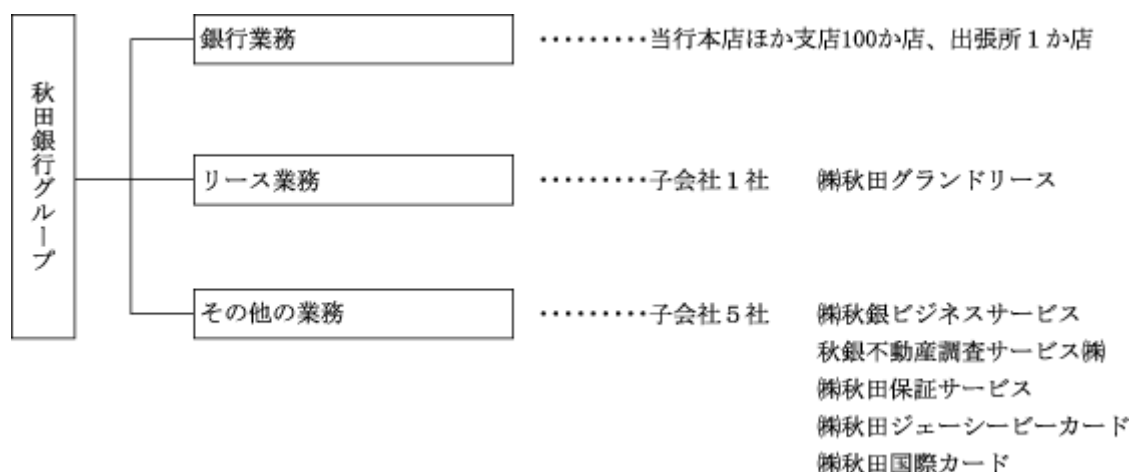 秋田銀行グループ
銀行業務 ・・・・・・・・・当行本店ほか支店100か店、出張所１か店
リース業務 ・・・・・・・・・子会社１社 ㈱秋田グランドリース
その他の業務 ・・・・・・・・・子会社５社 ㈱秋銀ビジネスサービス
秋銀不動産調査サービス㈱
㈱秋田保証サービス
㈱秋田ジェーシービーカード
㈱秋田国際カード